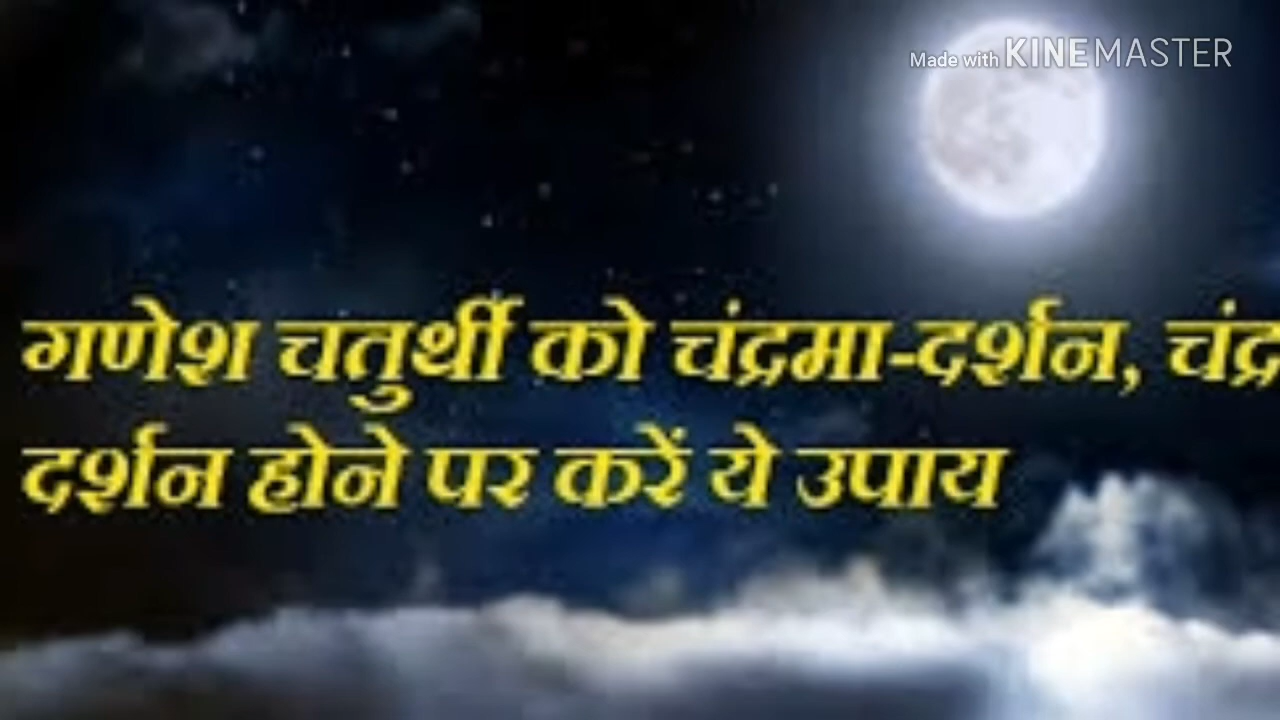 Made with KINEMASTER
गणेश चतुर्थी को चंद्रमा-दर्शन, चंद्र
दर्शन होने पर करें ये उपाय